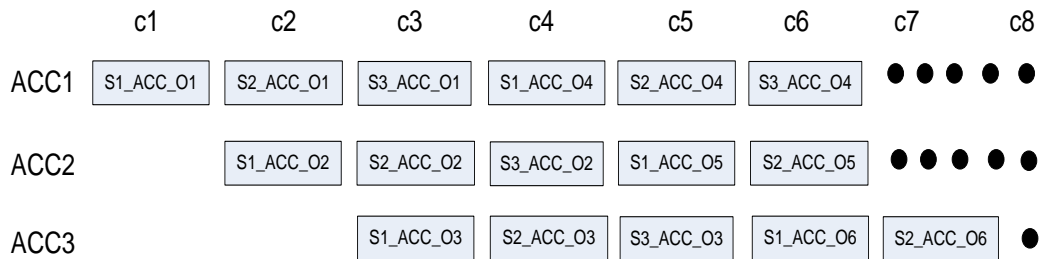 c1 c2 c3 c4 c5 c6 c7 c8
ACC1 S1_ACC_O1 S2_ACC_O1 S3_ACC_O1 S1_ACC_O4 S2_ACC_O4 S3_ACC_O4
ACC2 S1_ACC_O2 S2_ACC_O2 S3_ACC_O2 S1_ACC_O5 S2_ACC_O5
ACC3 S1_ACC_O3 S2_ACC_O3 S3_ACC_O3 S1_ACC_O6 S2_ACC_O6